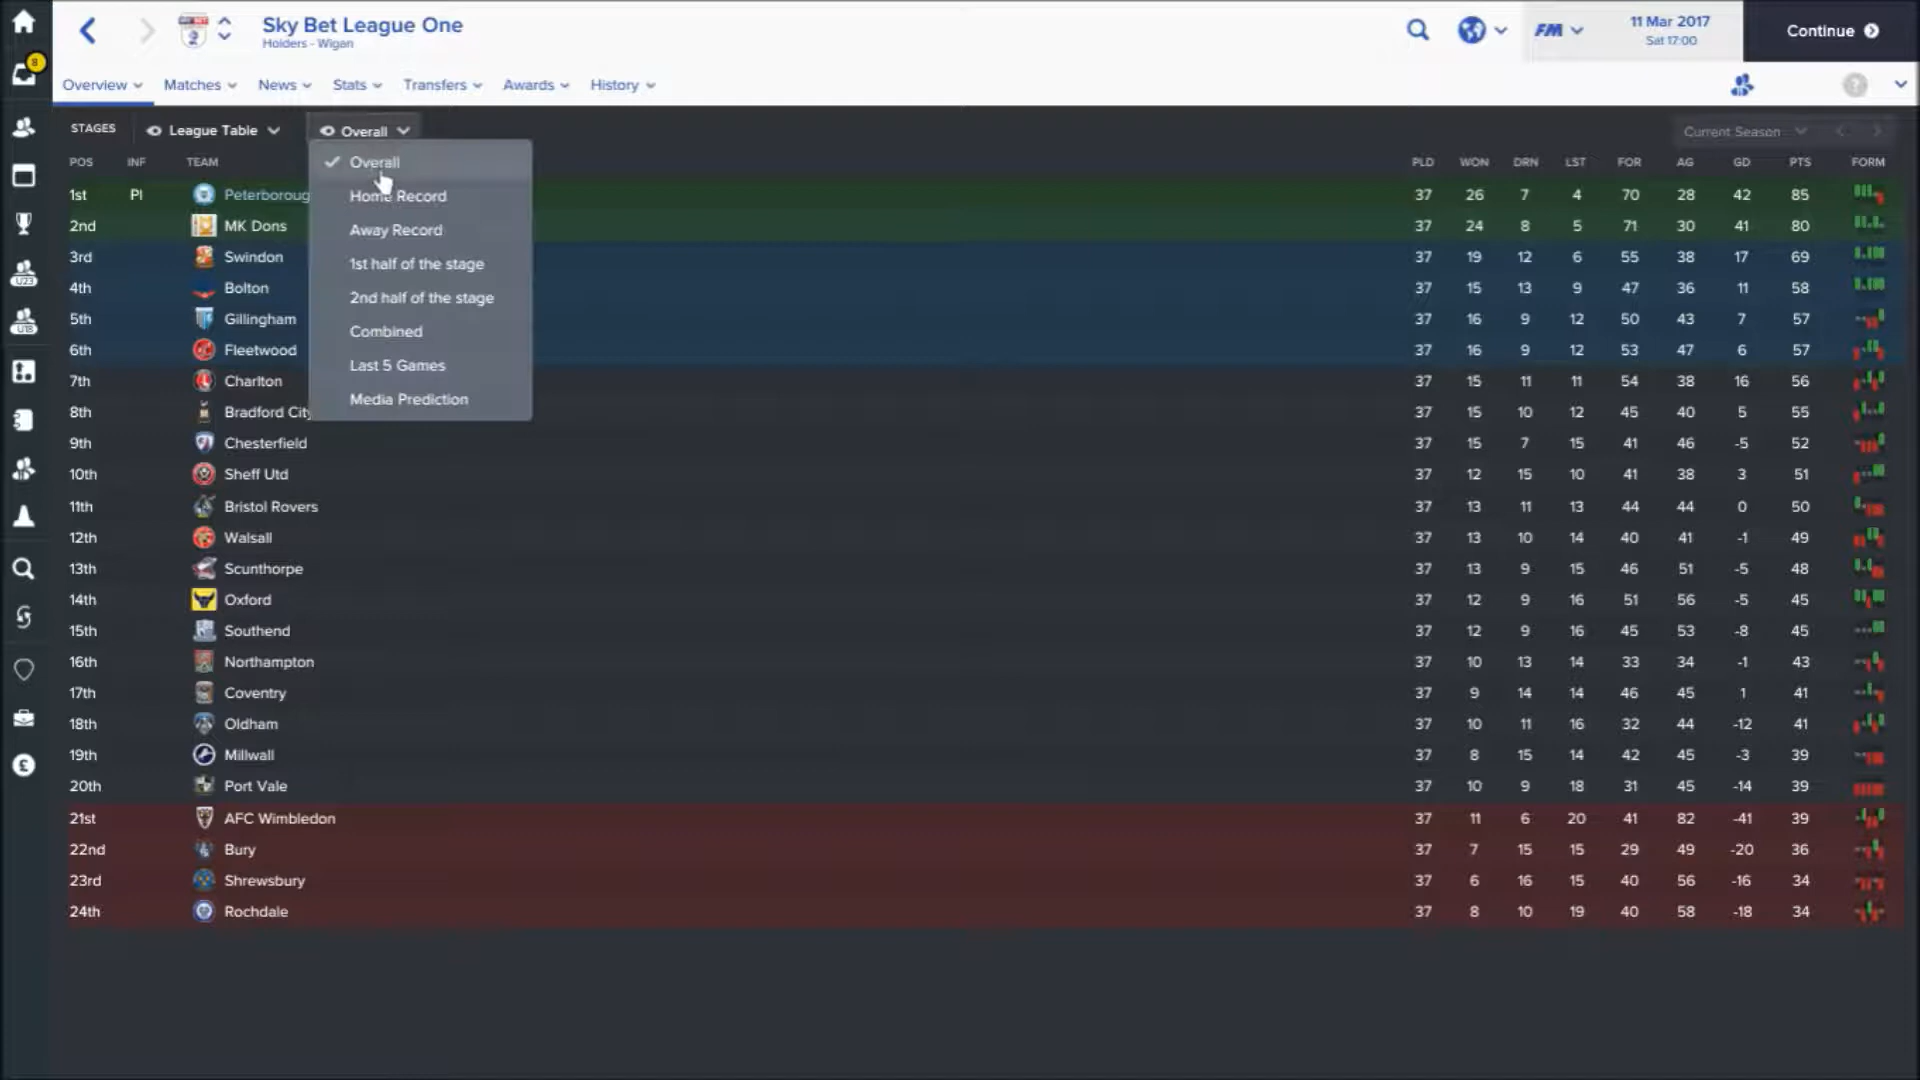 Sky Bet League One
Holders - Wigan
8
FM
11 Mar 2017
Sat 17:00
Continue
Overview Matches News Stats Transfers Awards History
?
STAGES League Table Overall Current Season
POS INF TEAM PLD WON DRN LST FOR AG GD PTS FORM
Overall
Home Record
Away Record
1st half of the stage
2nd half of the stage
Combined
Last 5 Games
Media Prediction
1st PI Peterboroug 37 26 7 4 70 28 42 85
2nd MK Dons 37 24 8 5 71 30 41 80
3rd Swindon 37 19 12 6 55 38 17 69
4th Bolton 37 15 13 9 47 36 11 58
5th Gillingham 37 16 9 12 50 43 7 57
6th Fleetwood 37 16 9 12 53 47 6 57
7th Charlton 37 15 11 11 54 38 16 56
8th Bradford City 37 15 10 12 45 40 5 55
9th Chesterfield 37 15 7 15 41 46 -5 52
10th Sheff Utd 37 12 15 10 41 38 3 51
11th Bristol Rovers 37 13 11 13 44 44 0 50
12th Walsall 37 13 10 14 40 41 -1 49
13th Scunthorpe 37 13 9 15 46 51 -5 48
14th Oxford 37 12 9 16 51 56 -5 45
15th Southend 37 12 9 16 45 53 -8 45
16th Northampton 37 10 13 14 33 34 -1 43
17th Coventry 37 9 14 14 46 45 1 41
18th Oldham 37 10 11 16 32 44 -12 41
19th Millwall 37 8 15 14 42 45 -3 39
20th Port Vale 37 10 9 18 31 45 -14 39
21st AFC Wimbledon 37 11 6 20 41 82 -41 39
22nd Bury 37 7 15 15 29 49 -20 36
23rd Shrewsbury 37 6 16 15 40 56 -16 34
24th Rochdale 37 8 10 19 40 58 -18 34
U23
U18
£